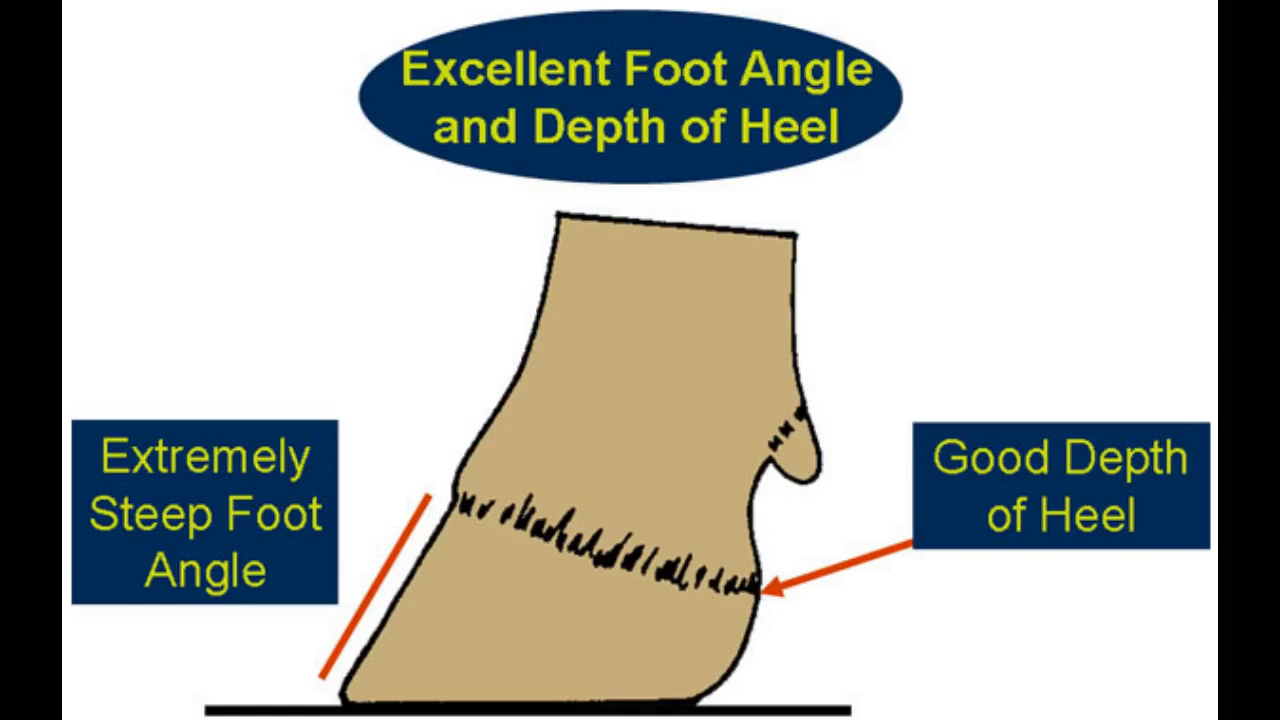 Excellent Foot Angle
and Depth of Heel
Extremely
Steep Foot
Angle
Good Depth
of Heel